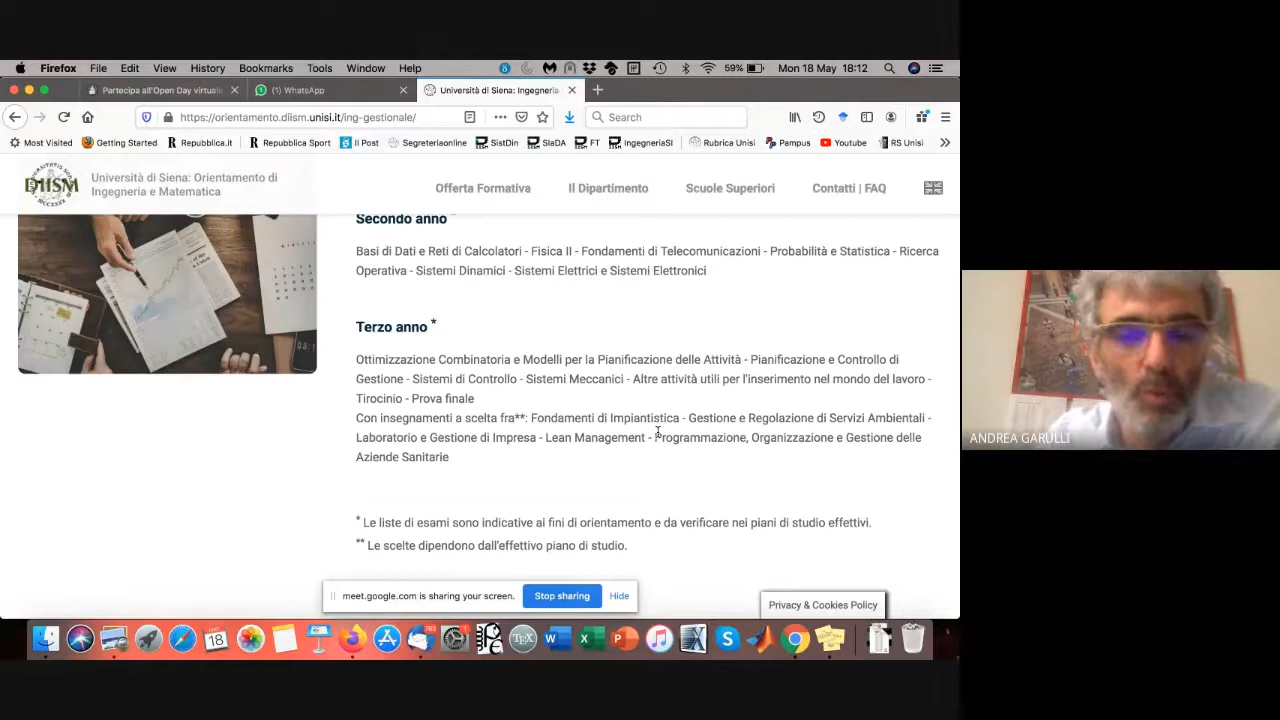 Firefox File Edit View History Bookmarks Tools Window Help 59% Mon 18 May 18:12
Partecipa all'Open Day virtuale × (1) WhatsApp × Università di Siena: Ingegneria ×
https://orientamento.diism.unisi.it/ing-gestionale/ Search
Most Visited Getting Started Repubblica.it Repubblica Sport Il Post Segreteriaonline SistDin SIaDA FT IngegneriaSI Rubrica Unisi Pampus Youtube RS Unisi
DIISM
Università di Siena: Orientamento di
Ingegneria e Matematica
Offerta Formativa Il Dipartimento Scuole Superiori Contatti | FAQ
Secondo anno *
Basi di Dati e Reti di Calcolatori - Fisica II - Fondamenti di Telecomunicazioni - Probabilità e Statistica - Ricerca
Operativa - Sistemi Dinamici - Sistemi Elettrici e Sistemi Elettronici
Terzo anno *
Ottimizzazione Combinatoria e Modelli per la Pianificazione delle Attività - Pianificazione e Controllo di
Gestione - Sistemi di Controllo - Sistemi Meccanici - Altre attività utili per l'inserimento nel mondo del lavoro -
Tirocinio - Prova finale
Con insegnamenti a scelta fra**: Fondamenti di Impiantistica - Gestione e Regolazione di Servizi Ambientali -
Laboratorio e Gestione di Impresa - Lean Management - Programmazione, Organizzazione e Gestione delle
Aziende Sanitarie
* Le liste di esami sono indicative ai fini di orientamento e da verificare nei piani di studio effettivi.
** Le scelte dipendono dall'effettivo piano di studio.
meet.google.com is sharing your screen. Stop sharing Hide
Privacy & Cookies Policy
ANDREA GARULLI